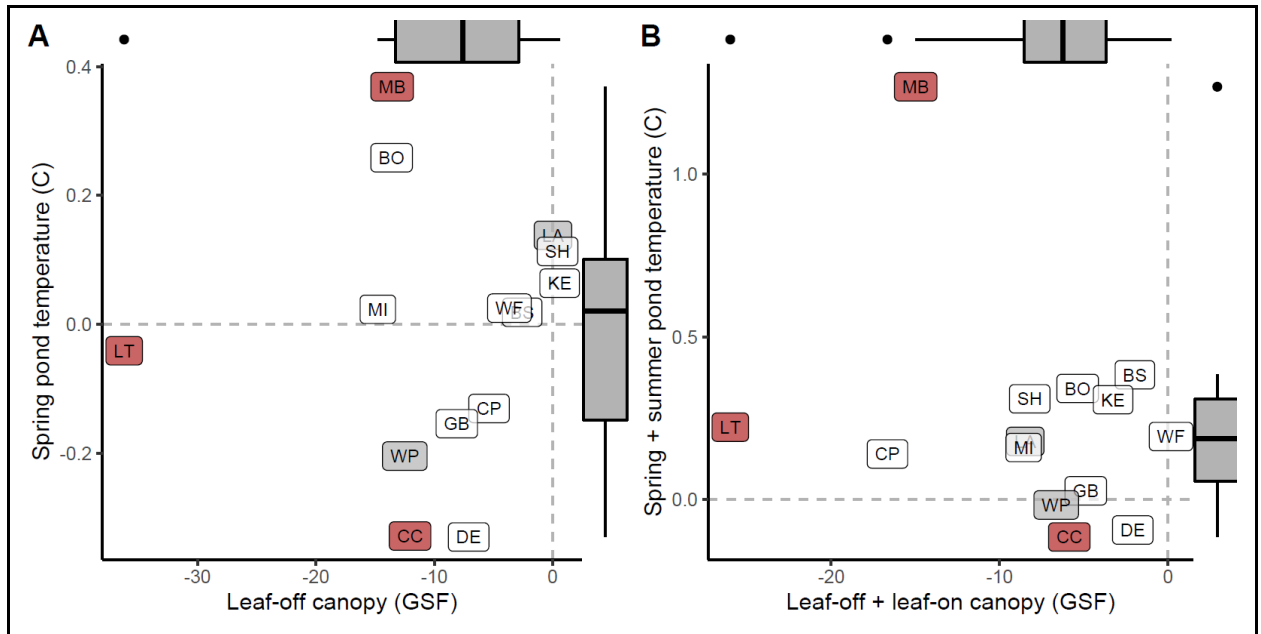 A
Spring pond temperature (C)
0.4
0.2
0.0
-0.2
MB
BO
LA
SH
KE
MI
WF
BS
LT
CP
GB
WP
CC
DE
-30
-20
-10
0
Leaf-off canopy (GSF)
B
Spring + summer pond temperature (C)
1.0
0.5
0.0
MB
BS
BO
SH
KE
LT
WF
LA
MI
CP
GB
WP
CC
DE
-20
-10
0
Leaf-off + leaf-on canopy (GSF)